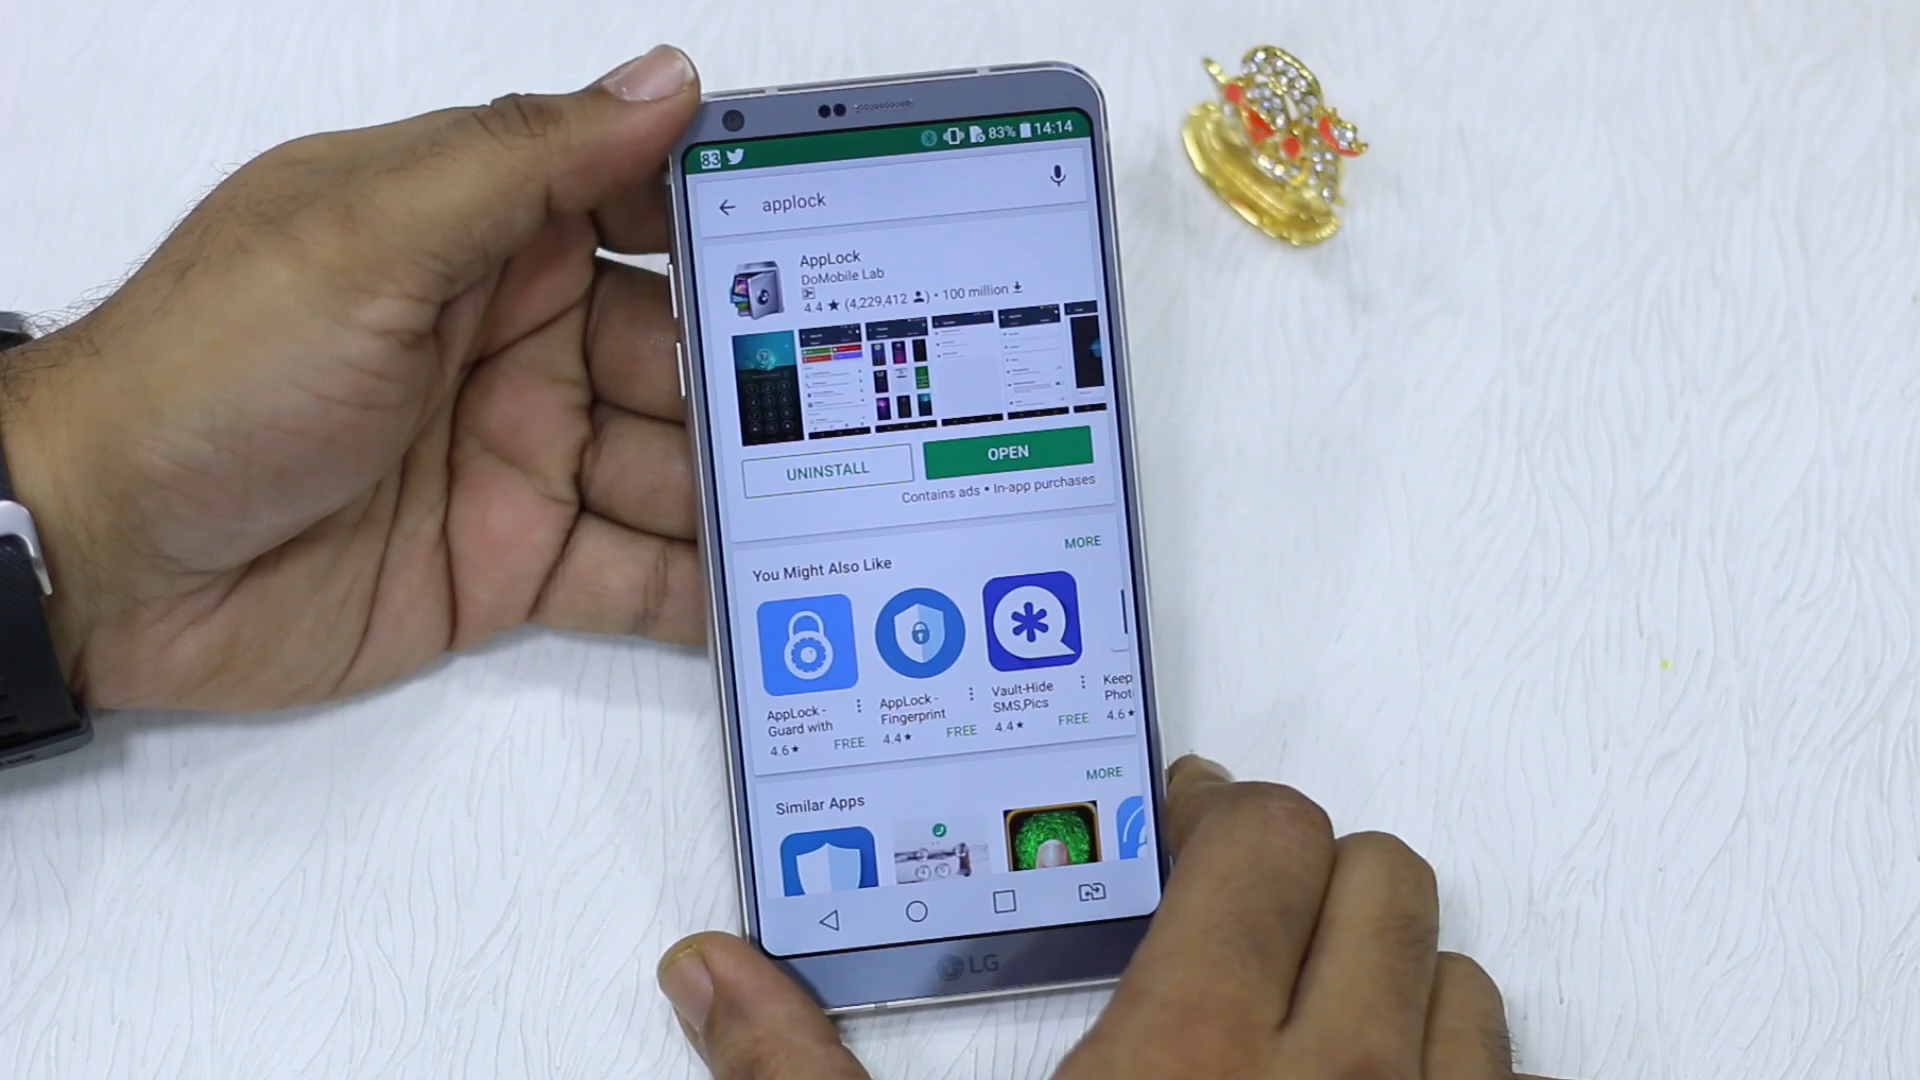 83 83% 14:14
applock
AppLock
DoMobile Lab
4.4 ★ (4,229,412 ) • 100 million
UNINSTALL
OPEN
Contains ads • In-app purchases
You Might Also Like
MORE
AppLock -
Guard with
4.6★ FREE
AppLock -
Fingerprint
4.4★ FREE
Vault-Hide
SMS,Pics
4.4★ FREE
Keep
Phot
4.6★
Similar Apps
MORE
LG